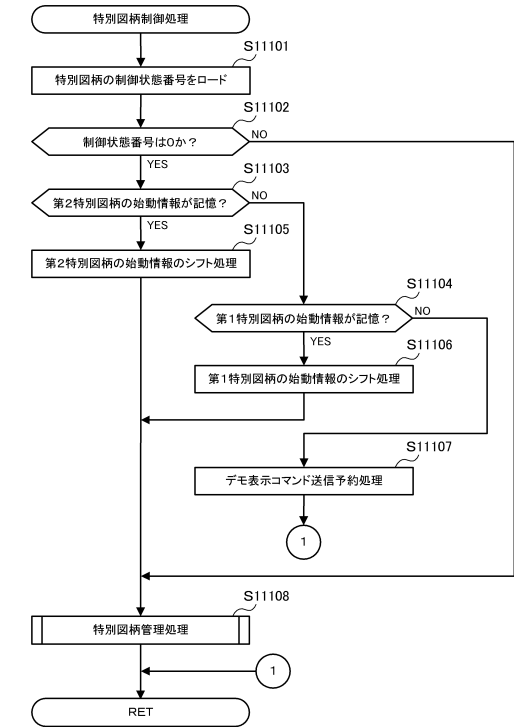 特別図柄制御処理
S11101
特別図柄の制御状態番号をロード
S11102
制御状態番号は0か?
NO
YES
S11103
第2特別図柄の始動情報が記憶?
NO
YES
S11105
第2特別図柄の始動情報のシフト処理
S11104
第1特別図柄の始動情報が記憶?
NO
YES
S11106
第1特別図柄の始動情報のシフト処理
S11107
デモ表示コマンド送信予約処理
1
S11108
特別図柄管理処理
1
RET